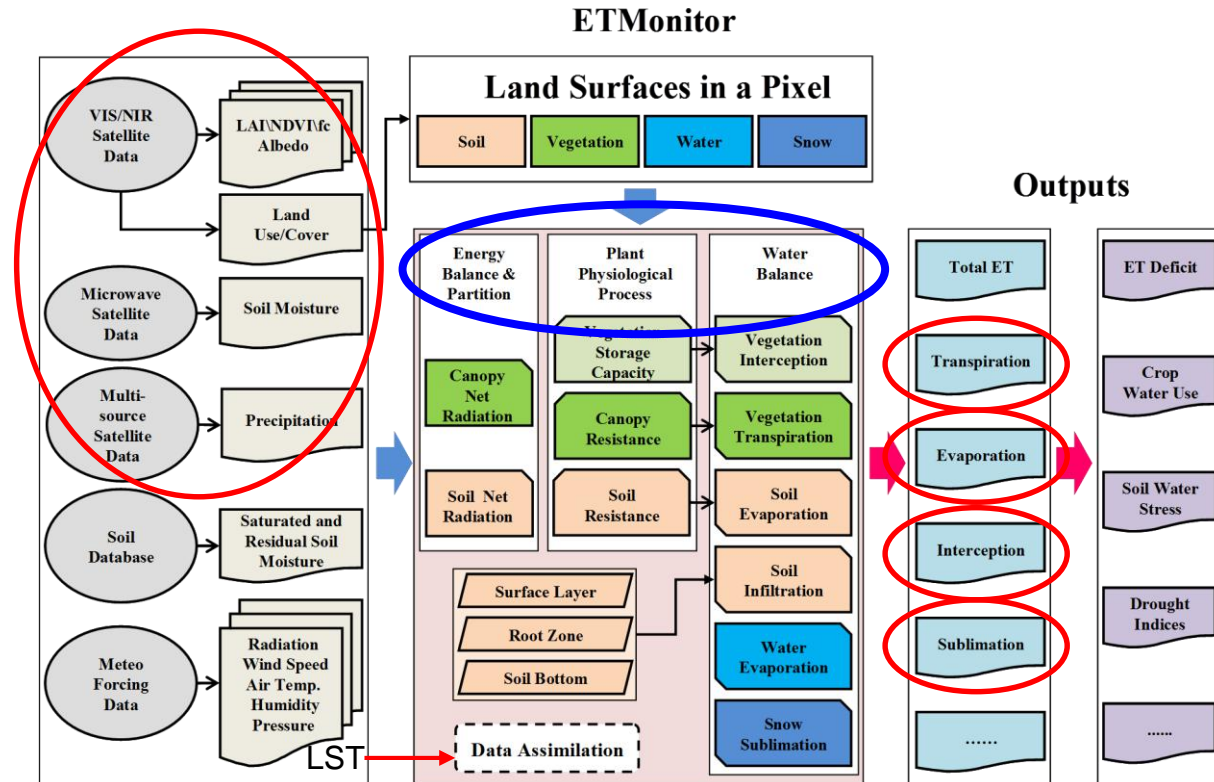 ETMonitor
VIS/NIR
Satellite
Data
LAI\NDVI\fc
Albedo
Land
Use/Cover
Microwave
Satellite
Data
Soil Moisture
Multi-
source
Satellite
Data
Precipitation
Soil
Database
Saturated and
Residual Soil
Moisture
Meteo
Forcing
Data
Radiation
Wind Speed
Air Temp.
Humidity
Pressure
LST
Land Surfaces in a Pixel
Soil
Vegetation
Water
Snow
Energy
Balance &
Partition
Canopy
Net
Radiation
Soil Net
Radiation
Plant
Physiological
Process
Vegetation
Storage
Capacity
Canopy
Resistance
Soil
Resistance
Water
Balance
Vegetation
Interception
Vegetation
Transpiration
Soil
Evaporation
Soil
Infiltration
Water
Evaporation
Snow
Sublimation
Surface Layer
Root Zone
Soil Bottom
Data Assimilation
Outputs
Total ET
Transpiration
Evaporation
Interception
Sublimation
......
ET Deficit
Crop
Water Use
Soil Water
Stress
Drought
Indices
......